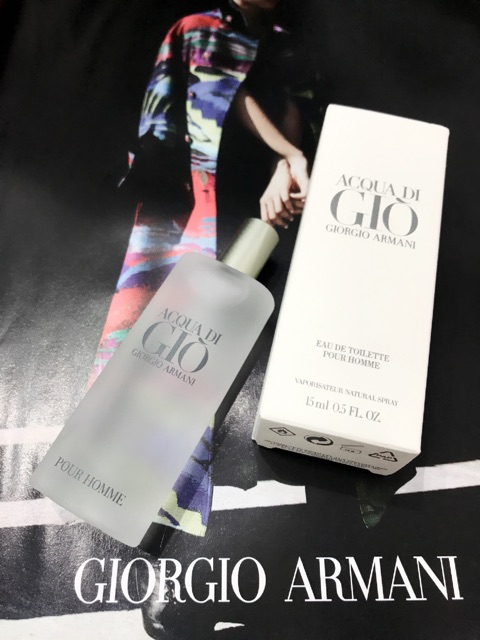 ACQUA DI
GIÒ
GIORGIO ARMANI
EAU DE TOILETTE
POUR HOMME
VAPORISATEUR NATURAL SPRAY
15 ml 0.5 FL. OZ.
ACQUA DI
GIÒ
GIORGIO ARMANI
POUR HOMME
GIORGIO ARMANI